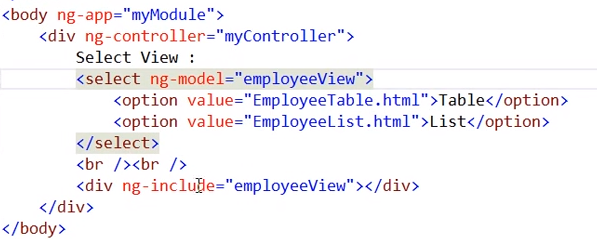 <body ng-app="myModule">
<div ng-controller="myController">
Select View :
<select ng-model="employeeView">
<option value="EmployeeTable.html">Table</option>
<option value="EmployeeList.html">List</option>
</select>
<br /><br />
<div ng-include="employeeView"></div>
</div>
</body>